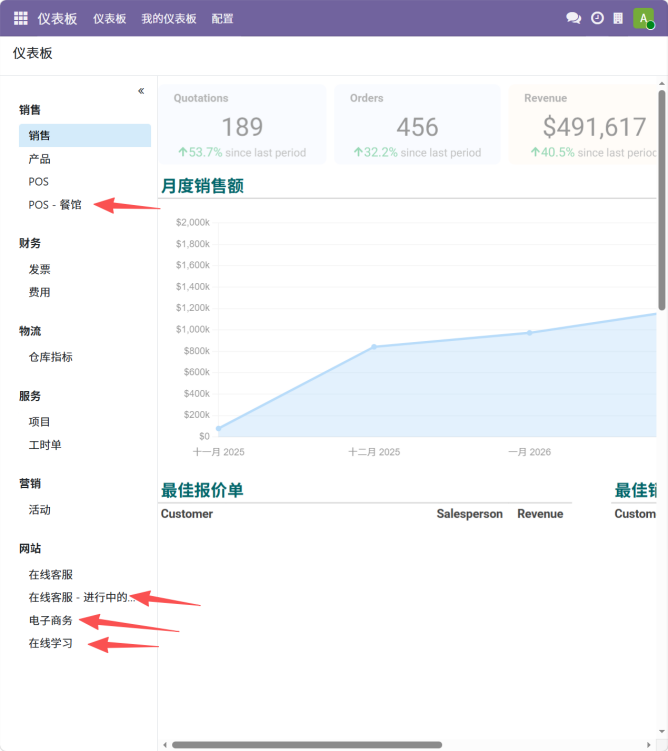 仪表板 仪表板 我的仪表板 配置 A
仪表板
«
销售
销售
产品
POS
POS - 餐馆
财务
发票
费用
物流
仓库指标
服务
项目
工时单
营销
活动
网站
在线客服
在线客服 - 进行中的...
电子商务
在线学习
Quotations
189
53.7% since last period
Orders
456
32.2% since last period
Revenue
$491,617
40.5% since last period
月度销售额
$2,000k
$1,800k
$1,600k
$1,400k
$1,200k
$1,000k
$800k
$600k
$400k
$200k
$0
十一月 2025 十二月 2025 一月 2026
最佳报价单
Customer Salesperson Revenue
最佳销
Custom